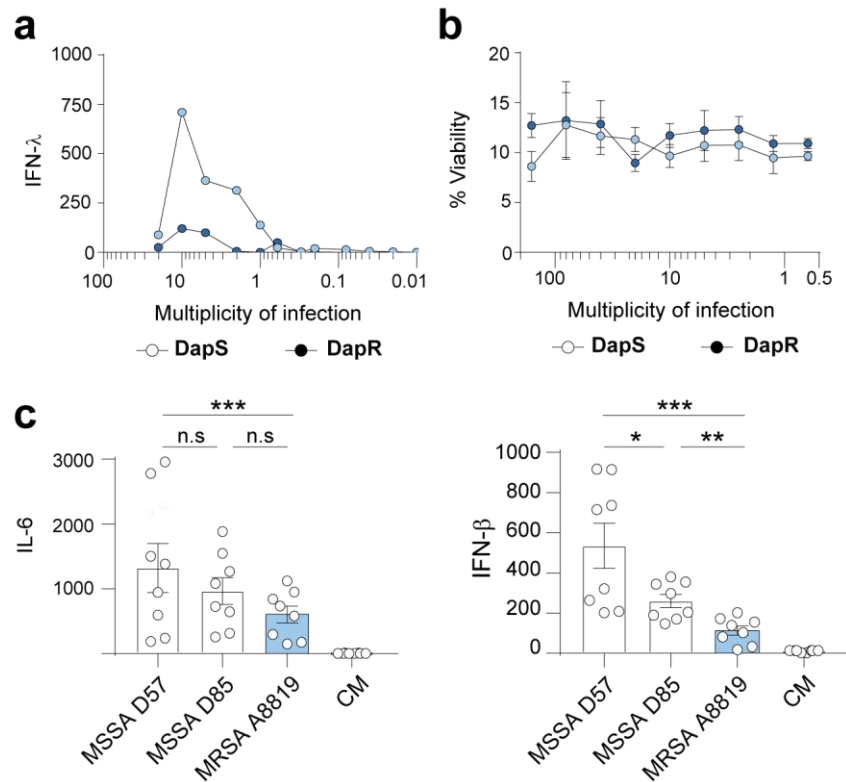 a
1000
750
500
250
0
IFN-λ
100
10
1
0.1
0.01
Multiplicity of infection
DapS
DapR
b
20
15
10
5
0
% Viability
100
10
1
0.5
Multiplicity of infection
DapS
DapR
c
***
n.s
n.s
3000
2000
1000
IL-6
MSSA D57
MSSA D85
MRSA A8819
CM
***
*
**
1000
800
600
400
200
0
IFN-β
MSSA D57
MSSA D85
MRSA A8819
CM